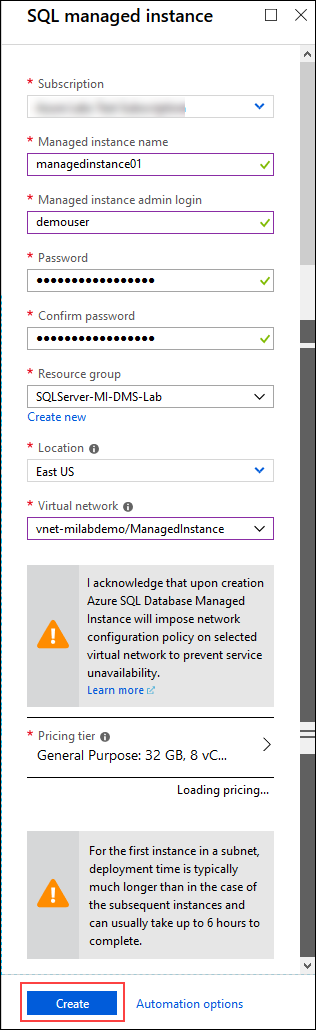 SQL managed instance
* Subscription
* Managed instance name
managedinstance01
* Managed instance admin login
demouser
* Password
●●●●●●●●●●●●●●●●●
* Confirm password
●●●●●●●●●●●●●●●●●
* Resource group
SQLServer-MI-DMS-Lab
Create new
* Location
East US
* Virtual network
vnet-milabdemo/ManagedInstance
I acknowledge that upon creation
Azure SQL Database Managed
Instance will impose network
configuration policy on selected
virtual network to prevent service
unavailability.
Learn more
* Pricing tier
General Purpose: 32 GB, 8 vC...
Loading pricing...
For the first instance in a subnet,
deployment time is typically
much longer than in the case of
the subsequent instances and
can usually take up to 6 hours to
complete.
Create Automation options